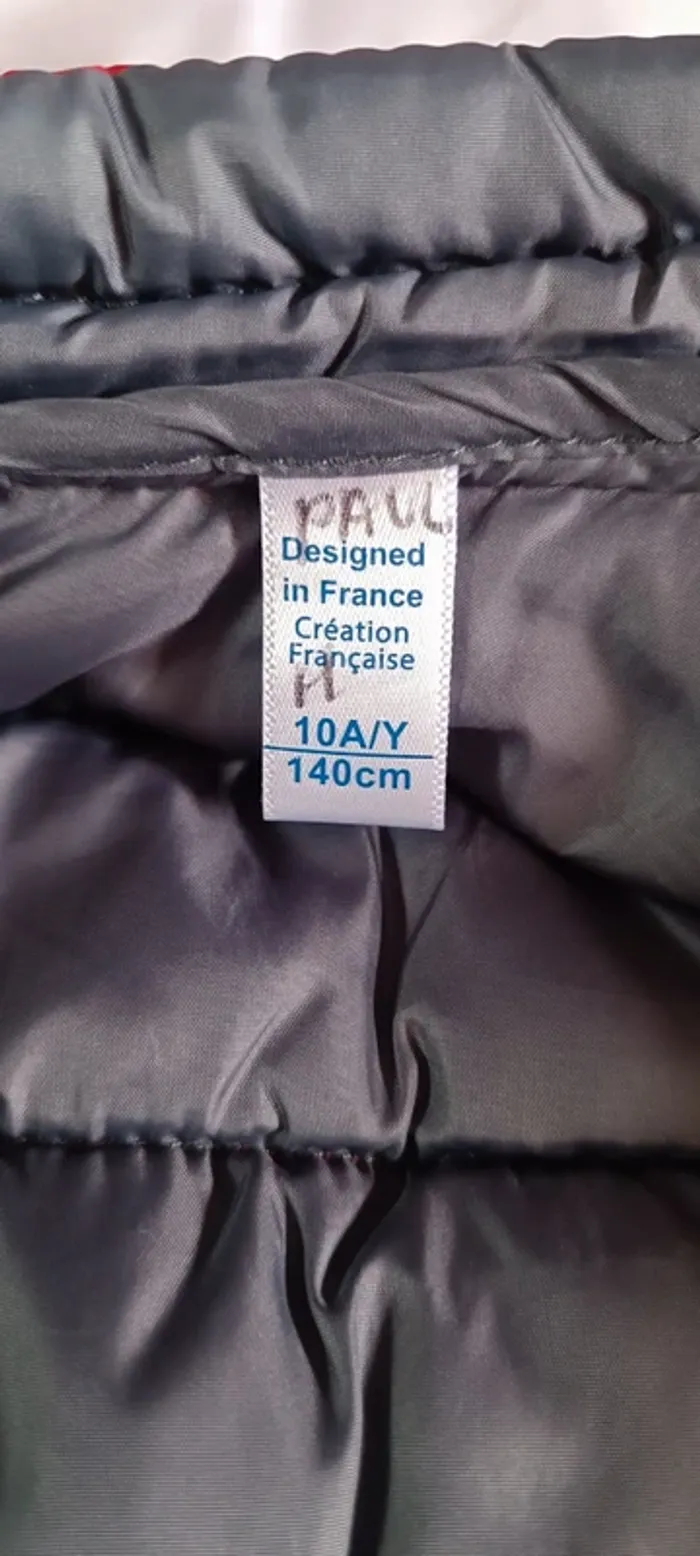 PAUL
Designed
in France
Création
Française
H
10A/Y
140cm